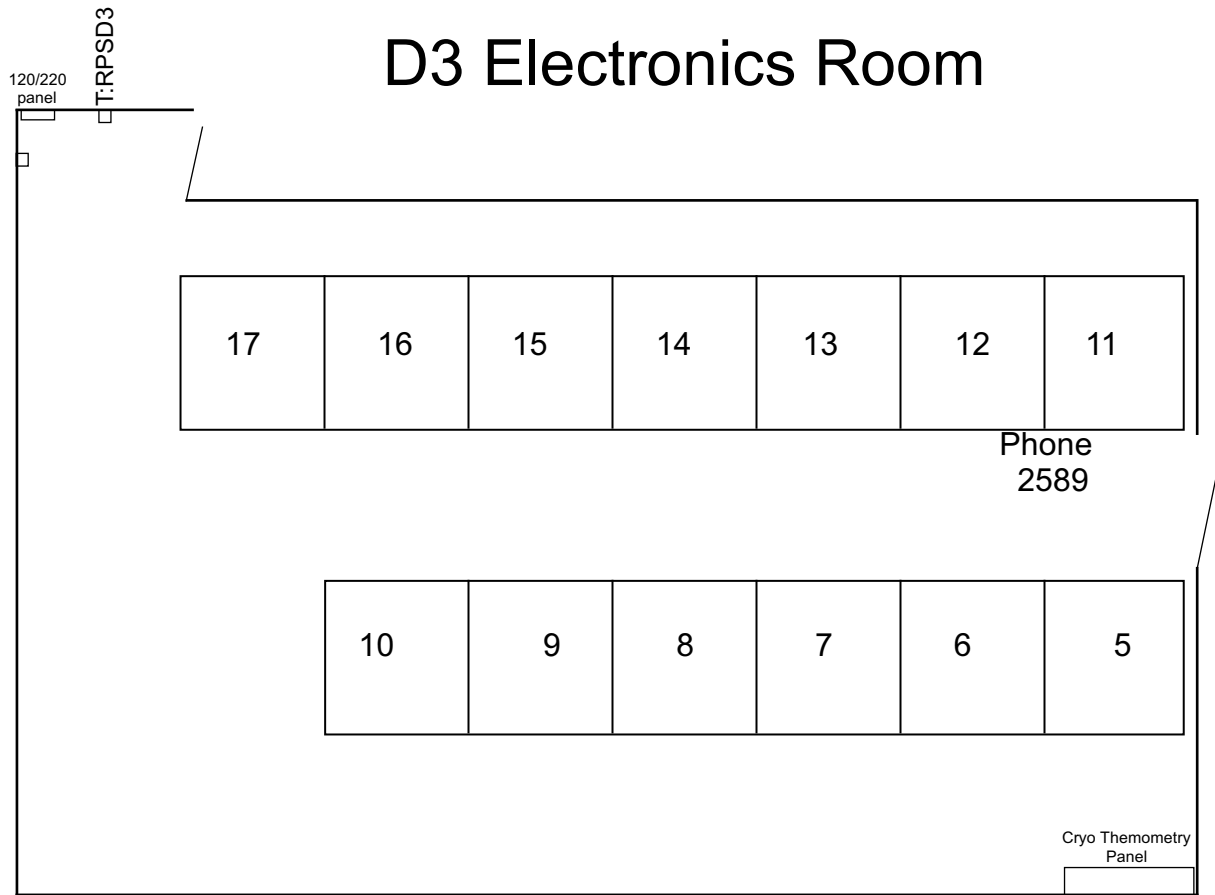 D3 Electronics Room
120/220
panel
T:RPSD3
17 16 15 14 13 12 11
Phone
2589
10 9 8 7 6 5
Cryo Themometry
Panel